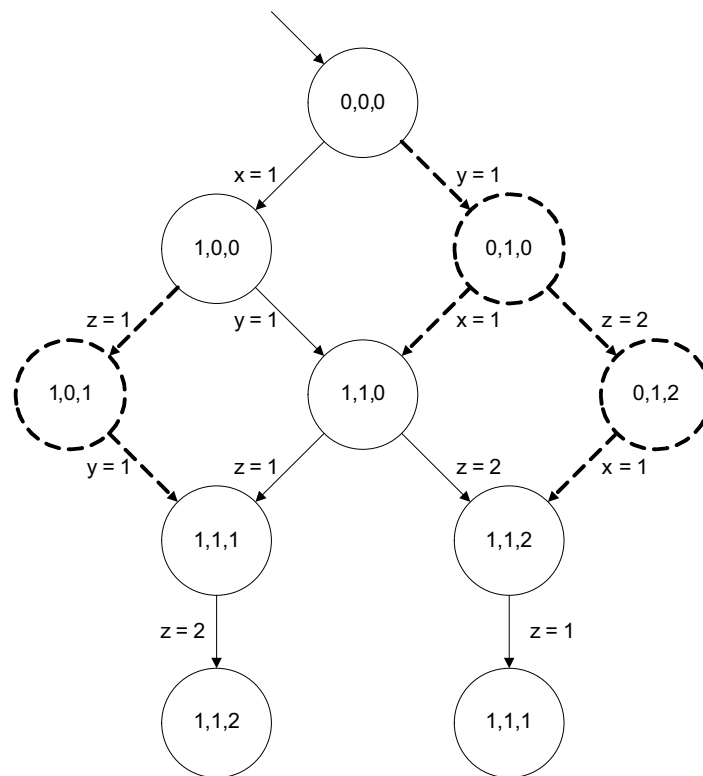 0,0,0
x = 1
y = 1
1,0,0
0,1,0
z = 1
y = 1
x = 1
z = 2
1,0,1
1,1,0
0,1,2
y = 1
z = 1
z = 2
x = 1
1,1,1
1,1,2
z = 2
z = 1
1,1,2
1,1,1